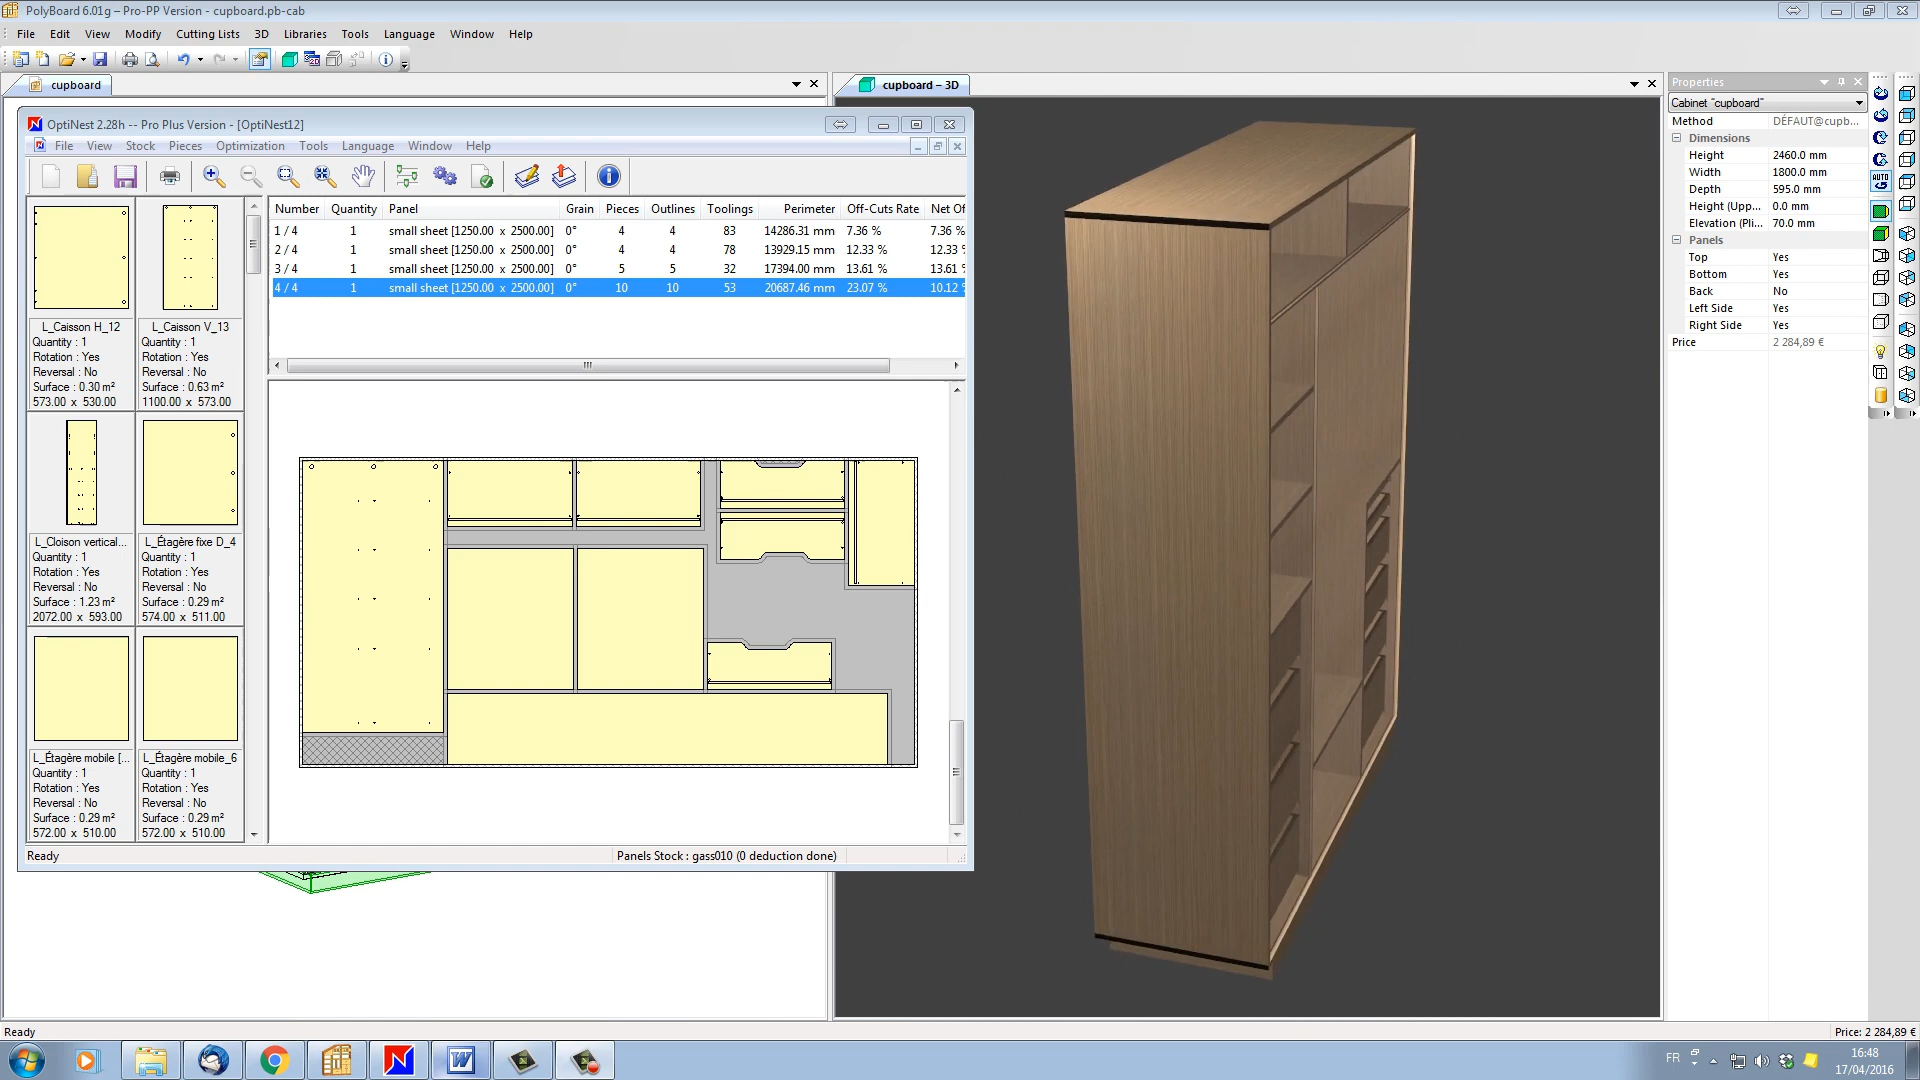 PolyBoard 6.01g – Pro-PP Version - cupboard.pb-cab
File Edit View Modify Cutting Lists 3D Libraries Tools Language Window Help
cupboard
cupboard – 3D
OptiNest 2.28h -- Pro Plus Version - [OptiNest12]
File View Stock Pieces Optimization Tools Language Window Help
Number Quantity Panel Grain Pieces Outlines Toolings Perimeter Off-Cuts Rate Net Of
1 / 4 1 small sheet [1250.00 x 2500.00] 0° 4 4 83 14286.31 mm 7.36 % 7.36 %
2 / 4 1 small sheet [1250.00 x 2500.00] 0° 4 4 78 13929.15 mm 12.33 % 12.33 %
3 / 4 1 small sheet [1250.00 x 2500.00] 0° 5 5 32 17394.00 mm 13.61 % 13.61 %
4 / 4 1 small sheet [1250.00 x 2500.00] 0° 10 10 53 20687.46 mm 23.07 % 10.12 %
L_Caisson H_12
Quantity : 1
Rotation : Yes
Reversal : No
Surface : 0.30 m²
573.00 x 530.00
L_Caisson V_13
Quantity : 1
Rotation : Yes
Reversal : No
Surface : 0.63 m²
1100.00 x 573.00
L_Cloison vertical...
Quantity : 1
Rotation : Yes
Reversal : No
Surface : 1.23 m²
2072.00 x 593.00
L_Étagère fixe D_4
Quantity : 1
Rotation : Yes
Reversal : No
Surface : 0.29 m²
574.00 x 511.00
L_Étagère mobile [...
Quantity : 1
Rotation : Yes
Reversal : No
Surface : 0.29 m²
572.00 x 510.00
L_Étagère mobile_6
Quantity : 1
Rotation : Yes
Reversal : No
Surface : 0.29 m²
572.00 x 510.00
Ready
Panels Stock : gass010 (0 deduction done)
Properties
Cabinet "cupboard"
Method DÉFAUT@cupb...
Dimensions
Height 2460.0 mm
Width 1800.0 mm
Depth 595.0 mm
Height (Upp... 0.0 mm
Elevation (Pli... 70.0 mm
Panels
Top Yes
Bottom Yes
Back No
Left Side Yes
Right Side Yes
Price 2 284,89 €
AUTO
Ready
Price: 2 284,89 €
FR
16:48
17/04/2016